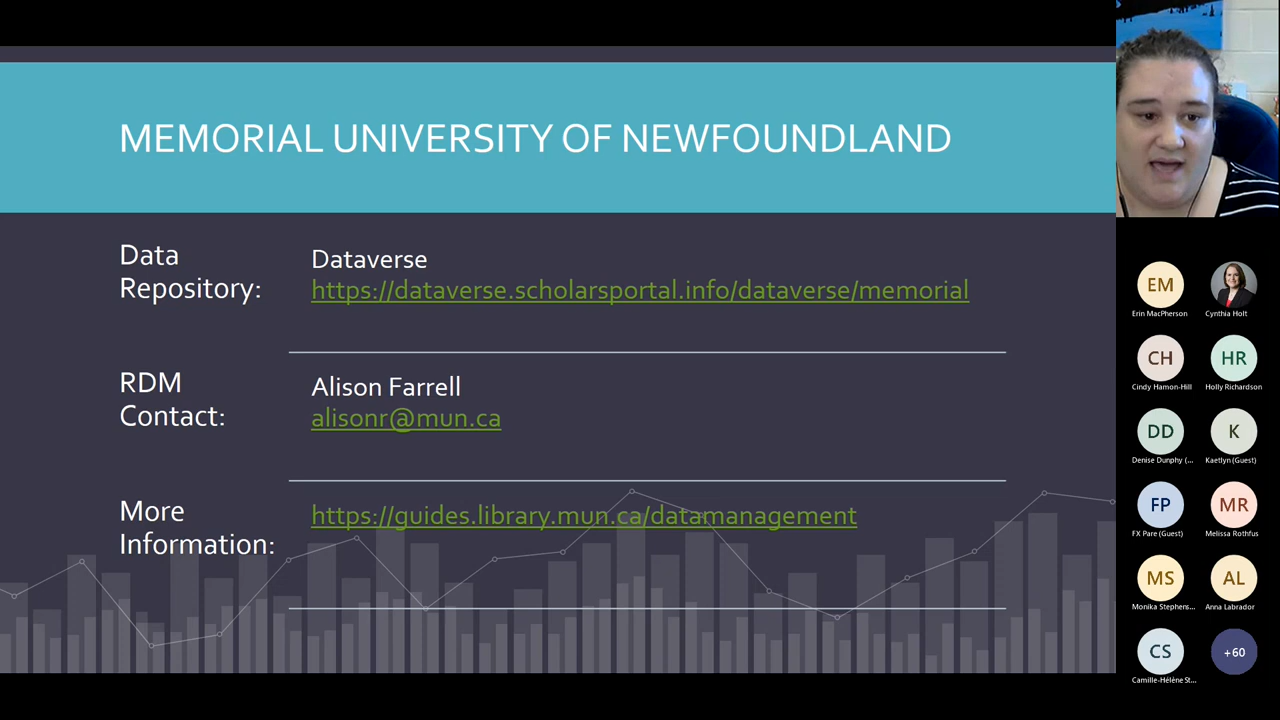 MEMORIAL UNIVERSITY OF NEWFOUNDLAND
Data
Repository:
Dataverse
https://dataverse.scholarsportal.info/dataverse/memorial
RDM
Contact:
Alison Farrell
alisonr@mun.ca
More
Information:
https://guides.library.mun.ca/datamanagement
EM
Erin MacPherson
Cynthia Holt
CH
Cindy Hamon-Hill
HR
Holly Richardson
DD
Denise Dunphy (...
K
Kaetlyn (Guest)
FP
FX Pare (Guest)
MR
Melissa Rothfus
MS
Monika Stephens...
AL
Anna Labrador
CS
Camille-Hélène St...
+60